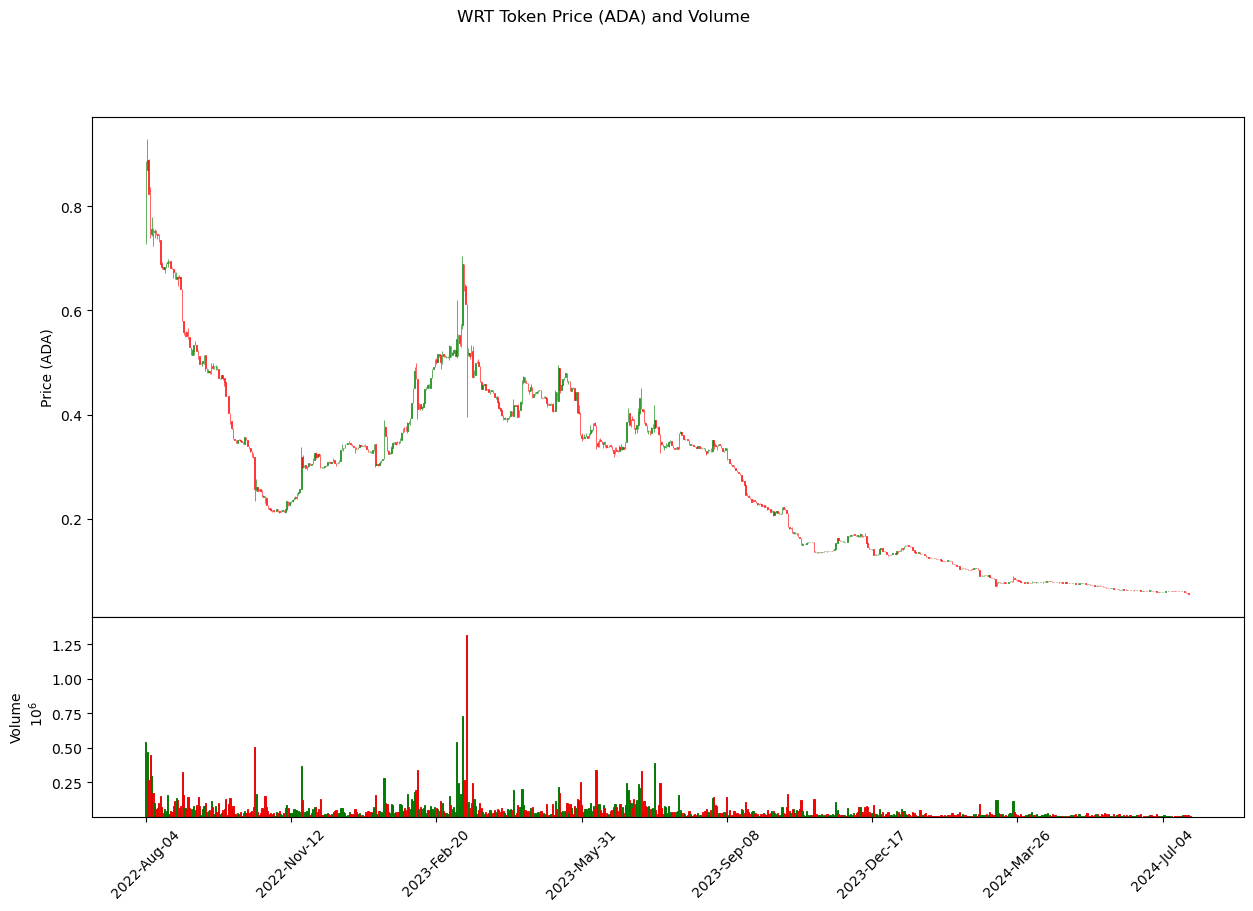 WRT Token Price (ADA) and Volume
Price (ADA)
0.8
0.6
0.4
0.2
Volume
10^6
1.25
1.00
0.75
0.50
0.25
2022-Aug-04
2022-Nov-12
2023-Feb-20
2023-May-31
2023-Sep-08
2023-Dec-17
2024-Mar-26
2024-Jul-04